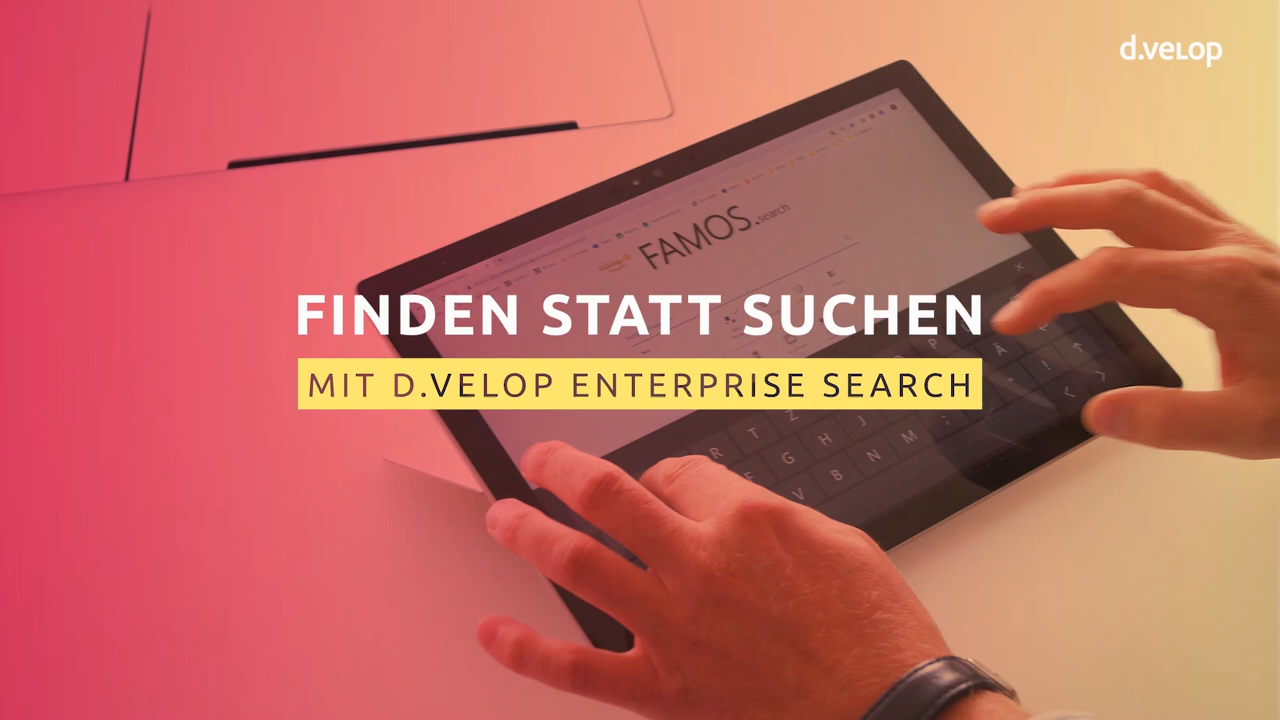 d.velop
FAMOS.search
FINDEN STATT SUCHEN
MIT D.VELOP ENTERPRISE SEARCH
P Ä
R T Z
F G H J
V B N M